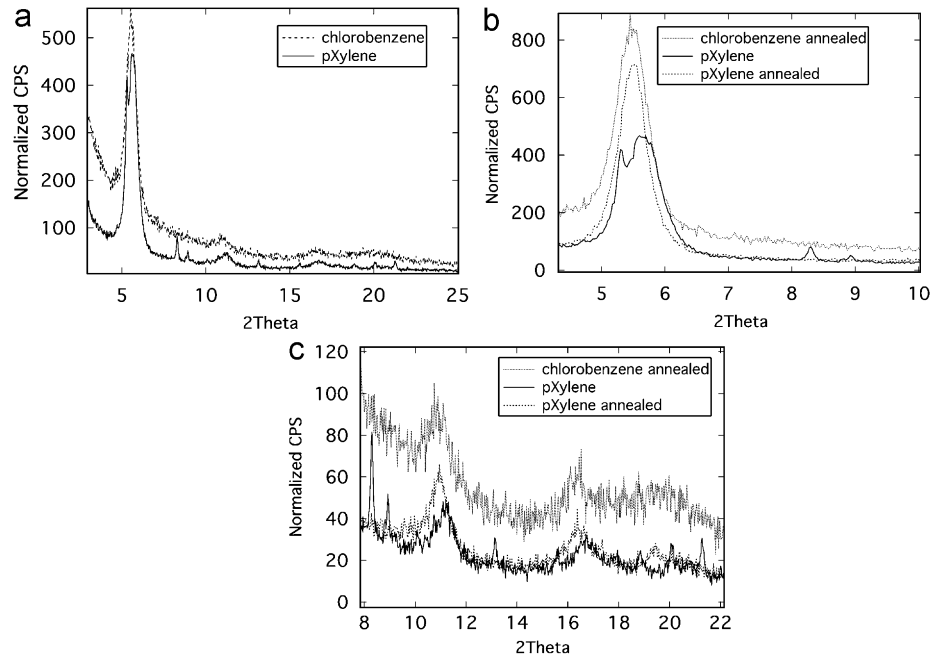 a
500
400
300
200
100
Normalized CPS
chlorobenzene
pXylene
5
10
15
20
25
2Theta
b
800
600
400
200
0
Normalized CPS
chlorobenzene annealed
pXylene
pXylene annealed
5
6
7
8
9
10
2Theta
c
120
100
80
60
40
20
0
Normalized CPS
chlorobenzene annealed
pXylene
pXylene annealed
8
10
12
14
16
18
20
22
2Theta